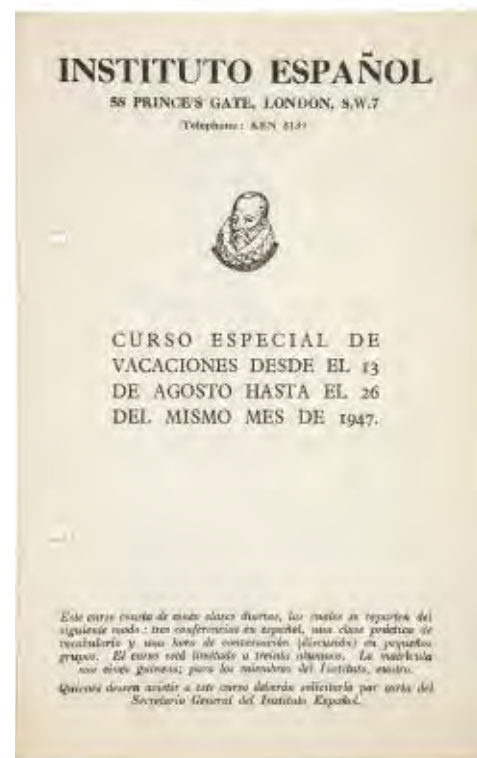 INSTITUTO ESPAÑOL
58 PRINCE'S GATE, LONDON, S.W.7
Telephone: KEN
CURSO ESPECIAL DE
VACACIONES DESDE EL 13
DE AGOSTO HASTA EL 26
DEL MISMO MES DE 1947.
Este curso consta de clases diarias, las cuales se reparten del
siguiente modo: tres conferencias en español, una clase práctica de
vocabulario y una hora de conversación (discusión) en pequeños
grupos. El curso está limitado a treinta alumnos. La matrícula
son cinco guineas; para los miembros del Instituto, cuatro.
Quienes deseen asistir a este curso deberán solicitarlo por carta del
Secretario General del Instituto Español.